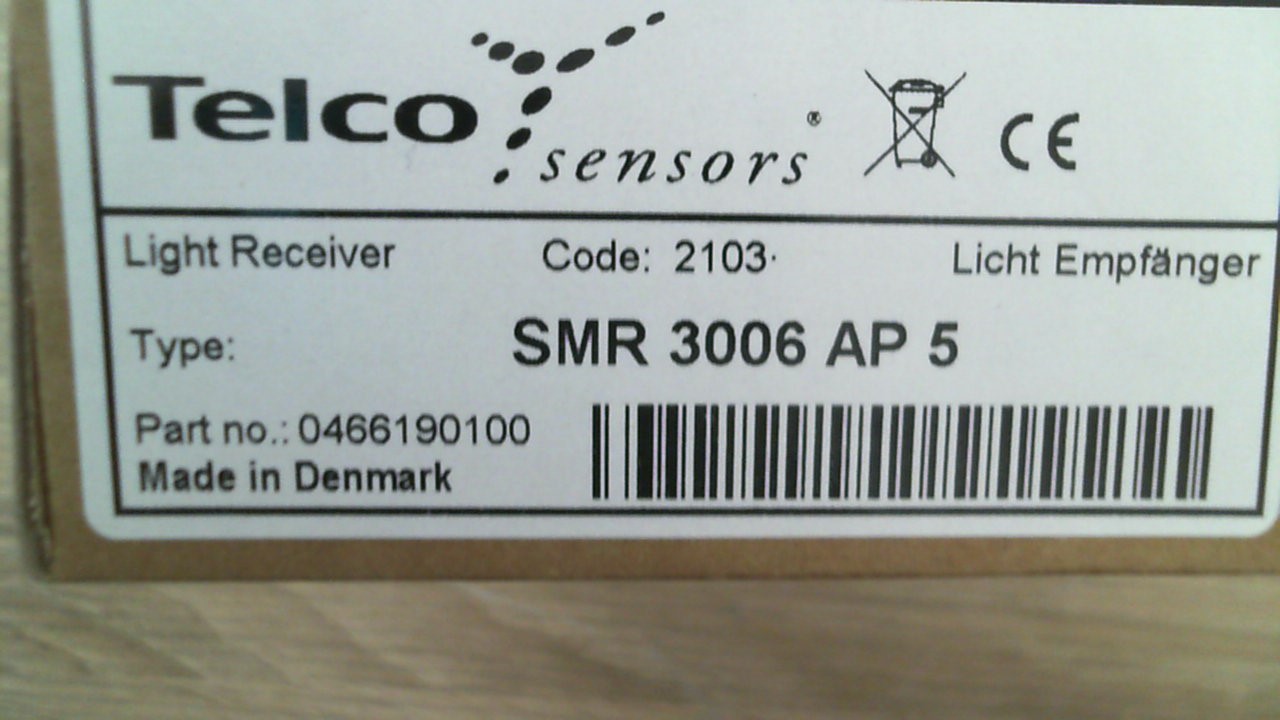 Telco sensors ® CE
Light Receiver Code: 2103· Licht Empfänger
Type: SMR 3006 AP 5
Part no.: 0466190100
Made in Denmark